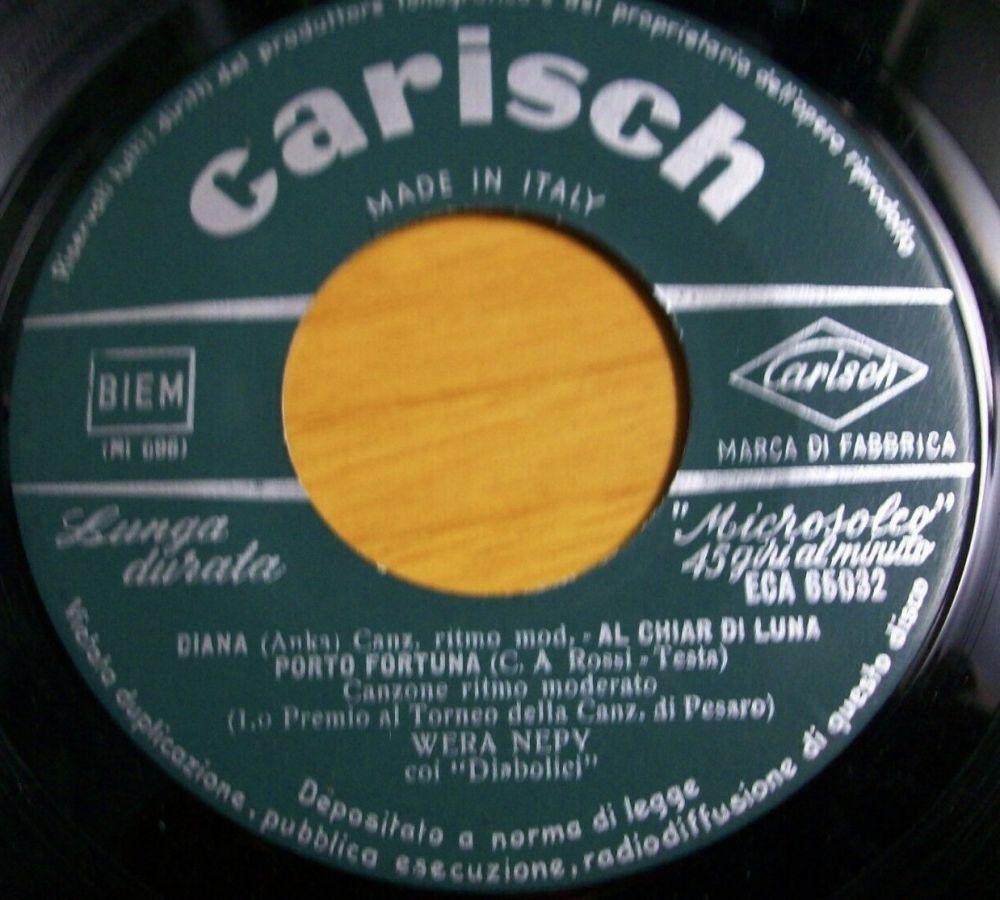 Riservati tutti i diritti del produttore fonografico e del proprietario dell'opera riprodotta
Carisch
MADE IN ITALY
BIEM
Carisch
MARCA DI FABBRICA
Lunga
durata
"Microsolco"
45 giri al minuto
ECA 65032
DIANA (Anka) Canz. ritmo mod. - AL CHIAR DI LUNA
PORTO FORTUNA (C. A Rossi - Testa)
Canzone ritmo moderato
(1.o Premio al Torneo della Canz. di Pesaro)
WERA NEPY
coi "Diabolici"
Depositato a norma di legge
Vietata duplicazione, pubblica esecuzione, radiodiffusione di questo disco